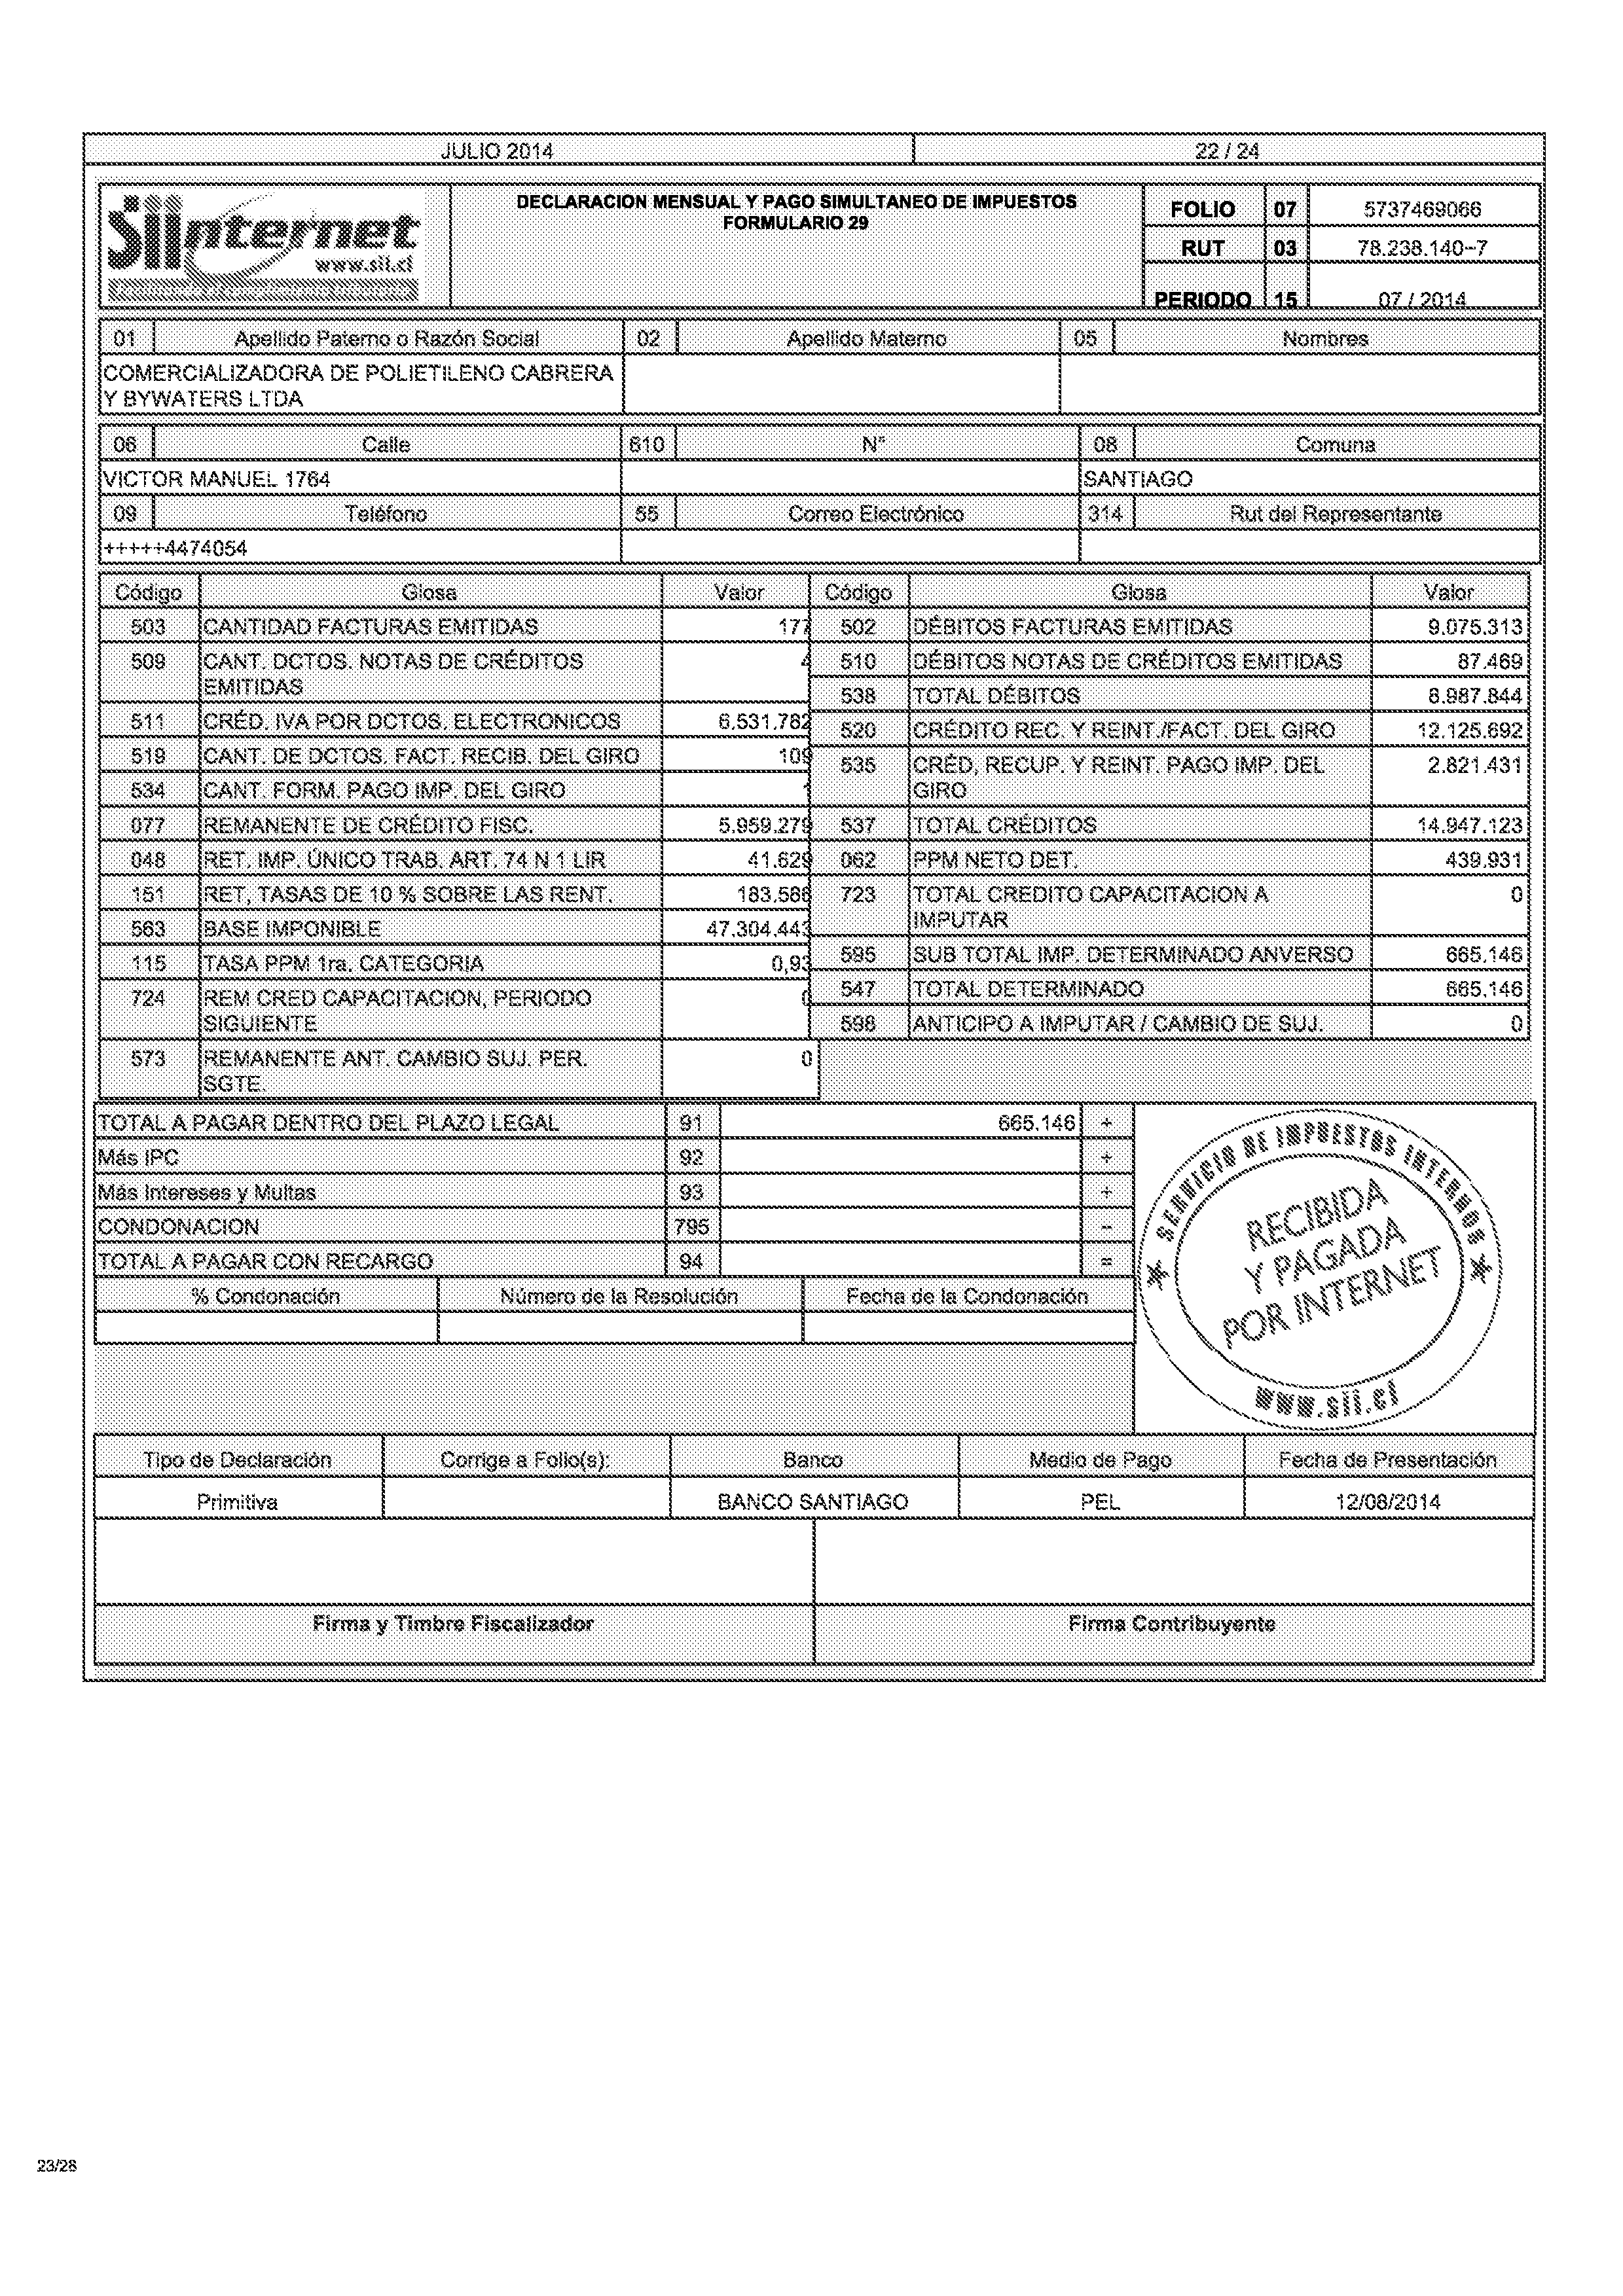 JULIO 2014 22 / 24
SiiInternet
www.sii.cl
DECLARACION MENSUAL Y PAGO SIMULTANEO DE IMPUESTOS
FORMULARIO 29
FOLIO 07 5737469066
RUT 03 78.238.140-7
PERIODO 15 07 / 2014
01 Apellido Paterno o Razón Social 02 Apellido Materno 05 Nombres
COMERCIALIZADORA DE POLIETILENO CABRERA
Y BYWATERS LTDA
06 Calle 610 N° 08 Comuna
VICTOR MANUEL 1764 SANTIAGO
09 Teléfono 55 Correo Electrónico 314 Rut del Representante
+++++4474054
Código Glosa Valor Código Glosa Valor
503 CANTIDAD FACTURAS EMITIDAS 177 502 DÉBITOS FACTURAS EMITIDAS 9.075.313
509 CANT. DCTOS. NOTAS DE CRÉDITOS 4 510 DÉBITOS NOTAS DE CRÉDITOS EMITIDAS 87.469
EMITIDAS
538 TOTAL DÉBITOS 8.987.844
511 CRÉD. IVA POR DCTOS. ELECTRONICOS 6.531.782 520 CRÉDITO REC. Y REINT./FACT. DEL GIRO 12.125.692
519 CANT. DE DCTOS. FACT. RECIB. DEL GIRO 109 535 CRÉD, RECUP. Y REINT. PAGO IMP. DEL 2.821.431
GIRO
534 CANT. FORM. PAGO IMP. DEL GIRO 1
077 REMANENTE DE CRÉDITO FISC. 5.959.279 537 TOTAL CRÉDITOS 14.947.123
048 RET. IMP. ÚNICO TRAB. ART. 74 N 1 LIR 41.629 062 PPM NETO DET. 439.931
151 RET, TASAS DE 10 % SOBRE LAS RENT. 183.586 723 TOTAL CREDITO CAPACITACION A 0
IMPUTAR
563 BASE IMPONIBLE 47.304.443
115 TASA PPM 1ra. CATEGORIA 0,93 595 SUB TOTAL IMP. DETERMINADO ANVERSO 665.146
724 REM CRED CAPACITACION, PERIODO 0 547 TOTAL DETERMINADO 665.146
SIGUIENTE
598 ANTICIPO A IMPUTAR / CAMBIO DE SUJ. 0
573 REMANENTE ANT. CAMBIO SUJ. PER. 0
SGTE.
TOTAL A PAGAR DENTRO DEL PLAZO LEGAL 91 665.146 +
Más IPC 92 +
Más Intereses y Multas 93 +
CONDONACION 795 -
TOTAL A PAGAR CON RECARGO 94 =
% Condonación Número de la Resolución Fecha de la Condonación
SERVICIO DE IMPUESTOS INTERNOS
RECIBIDA
Y PAGADA
POR INTERNET
www.sii.cl
Tipo de Declaración Corrige a Folio(s): Banco Medio de Pago Fecha de Presentación
Primitiva BANCO SANTIAGO PEL 12/08/2014
Firma y Timbre Fiscalizador Firma Contribuyente
23/28